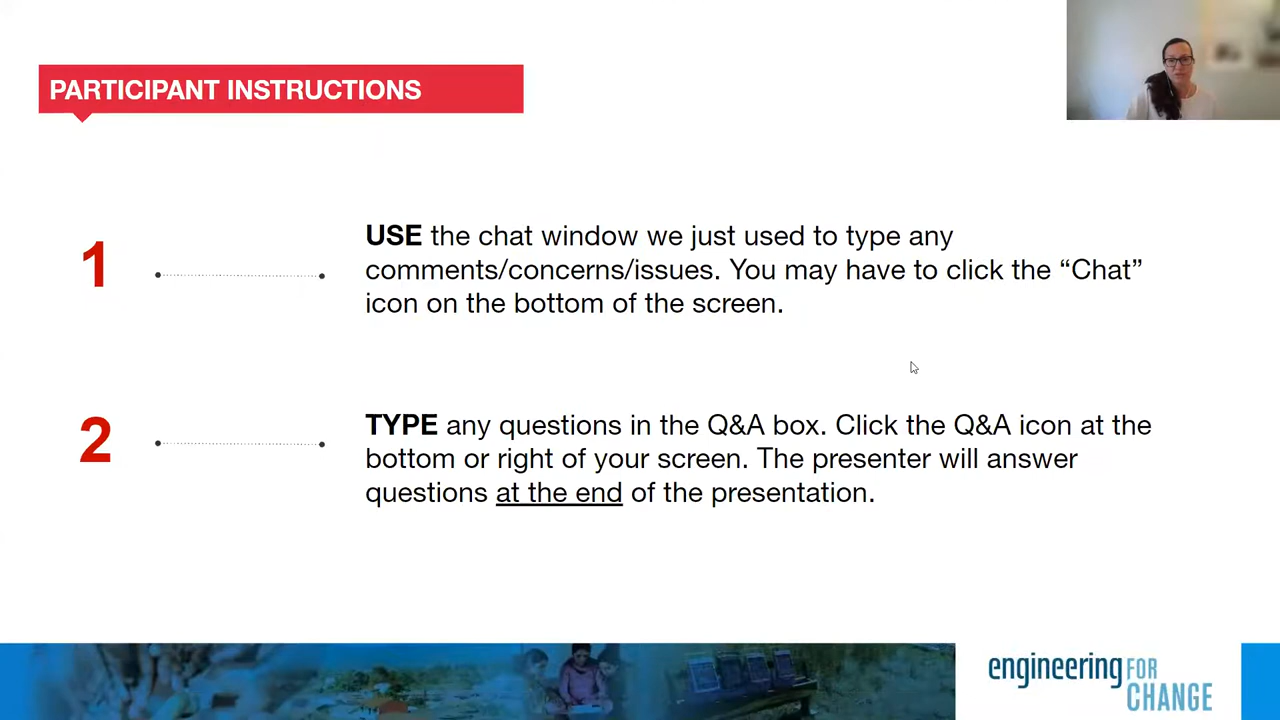 PARTICIPANT INSTRUCTIONS
1
USE the chat window we just used to type any
comments/concerns/issues. You may have to click the “Chat”
icon on the bottom of the screen.
2
TYPE any questions in the Q&A box. Click the Q&A icon at the
bottom or right of your screen. The presenter will answer
questions at the end of the presentation.
engineering FOR
CHANGE